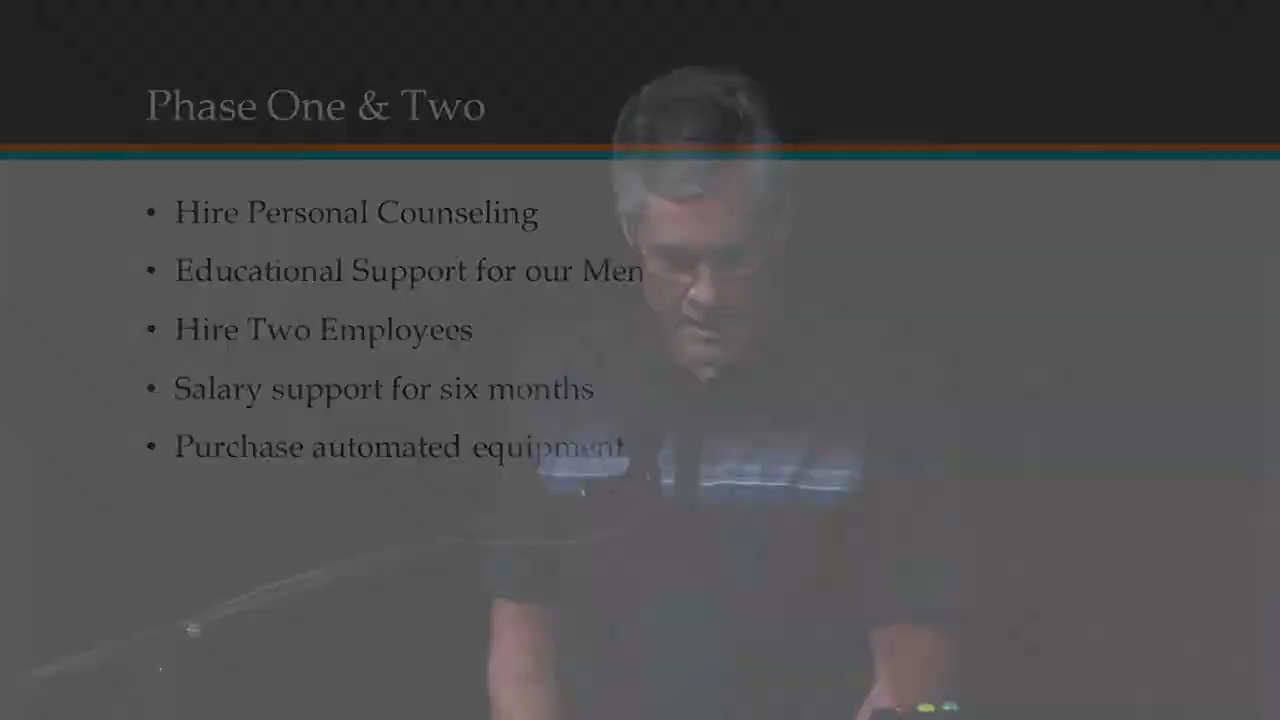 Phase One & Two
• Hire Personal Counseling
• Educational Support for our Men
• Hire Two Employees
• Salary support for six months
• Purchase automated equipment